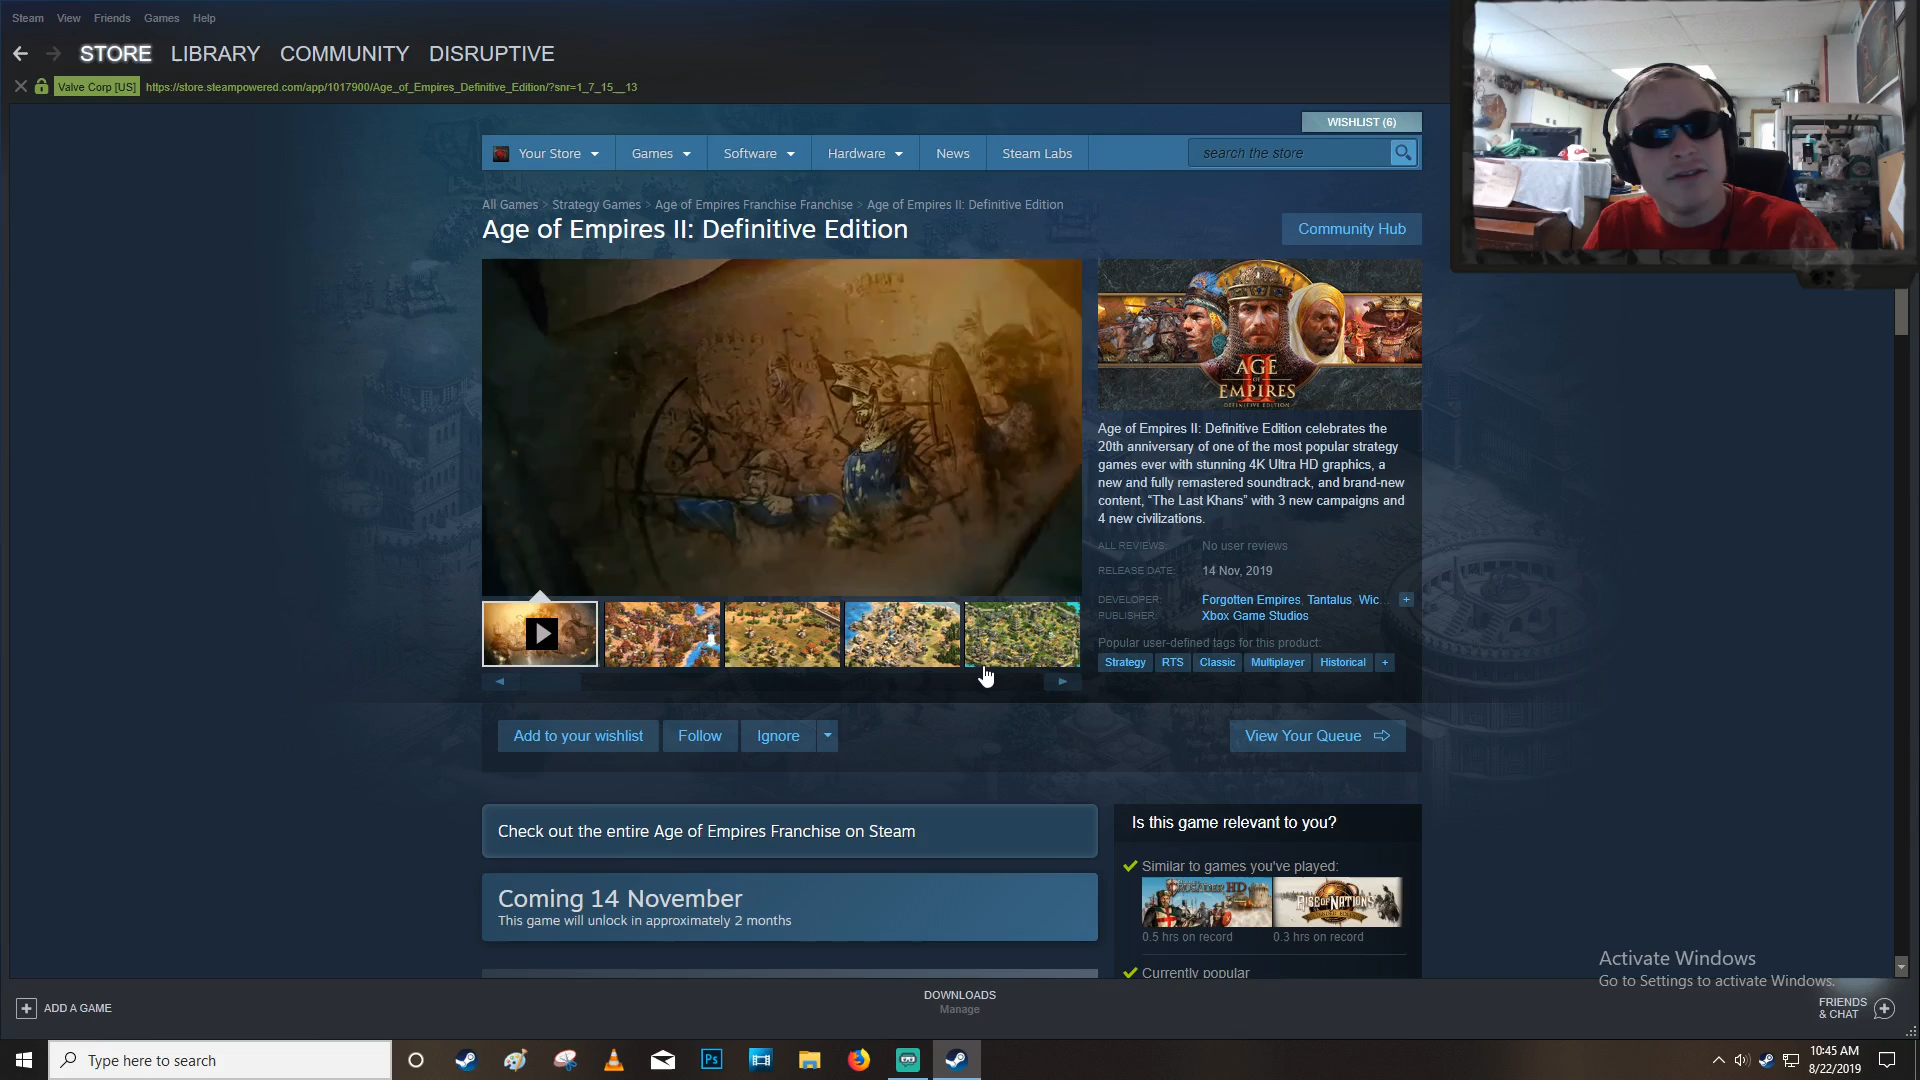 Steam View Friends Games Help
STORE LIBRARY COMMUNITY DISRUPTIVE
Valve Corp [US] https://store.steampowered.com/app/1017900/Age_of_Empires_Definitive_Edition/?snr=1_7_15__13
WISHLIST (6)
Your Store Games Software Hardware News Steam Labs search the store
All Games > Strategy Games > Age of Empires Franchise Franchise > Age of Empires II: Definitive Edition
Age of Empires II: Definitive Edition
Community Hub
AGE
OF
EMPIRES
II
DEFINITIVE EDITION
Age of Empires II: Definitive Edition celebrates the
20th anniversary of one of the most popular strategy
games ever with stunning 4K Ultra HD graphics, a
new and fully remastered soundtrack, and brand-new
content, “The Last Khans” with 3 new campaigns and
4 new civilizations.
ALL REVIEWS: No user reviews
RELEASE DATE: 14 Nov, 2019
DEVELOPER: Forgotten Empires, Tantalus, Wic... +
PUBLISHER: Xbox Game Studios
Popular user-defined tags for this product:
Strategy RTS Classic Multiplayer Historical +
Add to your wishlist Follow Ignore View Your Queue
Check out the entire Age of Empires Franchise on Steam
Coming 14 November
This game will unlock in approximately 2 months
Is this game relevant to you?
Similar to games you've played:
CRUSADER HD RISE OF NATIONS
0.5 hrs on record 0.3 hrs on record
Currently popular
Activate Windows
Go to Settings to activate Windows.
+ ADD A GAME
DOWNLOADS
Manage
FRIENDS
& CHAT
Type here to search
Ps
10:45 AM
8/22/2019